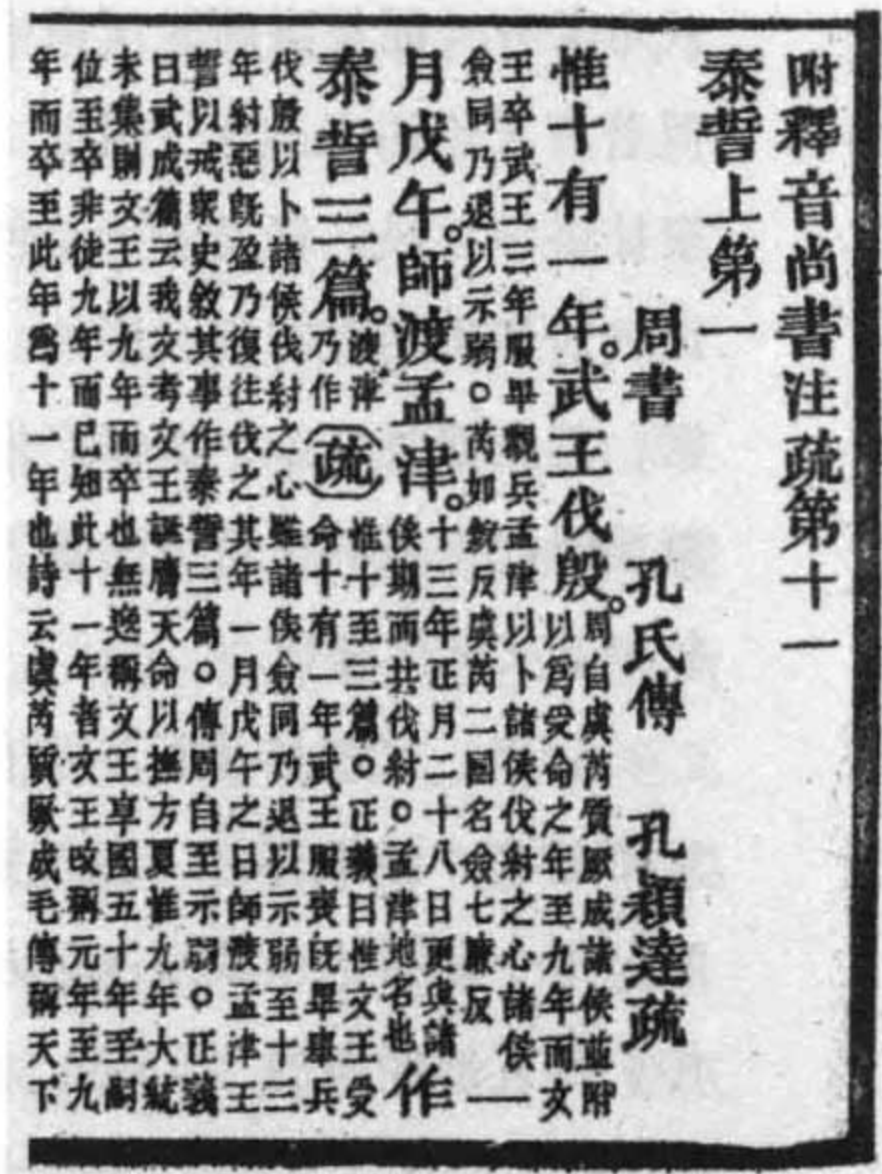 附釋音尚書注疏第十一
泰誓上第一
周書 孔氏傳 孔穎達疏
惟十有一年。武王伐殷。周自虞芮質厥成諸侯並附
以爲受命之年至九年而文
王卒武王三年服畢觀兵孟津以卜諸侯伐紂之心諸侯
僉同乃退以示弱○芮如銳反虞芮二國名僉七廉反 一
月戊午。師渡孟津。十三年正月二十八日更與諸
侯期而共伐紂○孟津地名也 作
泰誓三篇。渡津
乃作 疏 惟十至三篇○正義曰惟文王受
命十有一年武王服喪既畢舉兵
伐殷以卜諸侯伐紂之心雖諸侯僉同乃退以示弱至十三
年紂惡既盈乃復往伐之其年一月戊午之日師渡孟津王
誓以戒眾史敘其事作泰誓三篇○傳周自至示弱○正義
曰武成篇云我文考文王誕膺天命以撫方夏惟九年大統
未集則文王以九年而卒也無逸稱文王享國五十年至嗣
位至卒非徒九年而已知此十一年者文王改稱元年至九
年而卒至此年爲十一年也詩云虞芮質厥成毛傳稱天下